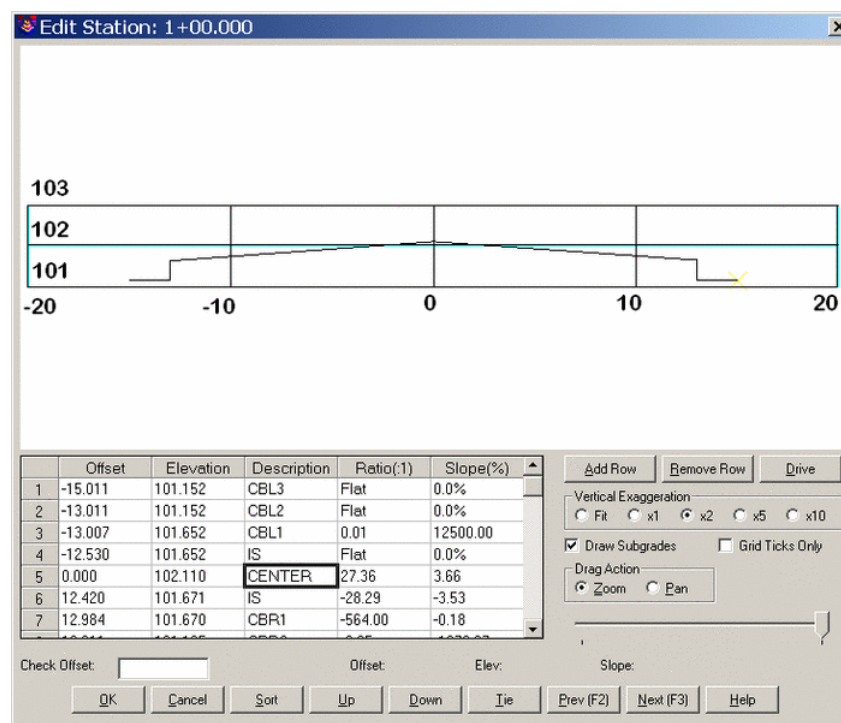 Edit Station: 1+00.000
103
102
101
-20 -10 0 10 20
Offset Elevation Description Ratio(:1) Slope(%)
1 -15.011 101.152 CBL3 Flat 0.0%
2 -13.011 101.152 CBL2 Flat 0.0%
3 -13.007 101.652 CBL1 0.01 12500.00
4 -12.530 101.652 IS Flat 0.0%
5 0.000 102.110 CENTER 27.36 3.66
6 12.420 101.671 IS -28.29 -3.53
7 12.984 101.670 CBR1 -564.00 -0.18
Add Row Remove Row Drive
Vertical Exaggeration
Fit x1 x2 x5 x10
Draw Subgrades Grid Ticks Only
Drag Action
Zoom Pan
Check Offset: Offset: Elev: Slope:
OK Cancel Sort Up Down Tie Prev (F2) Next (F3) Help